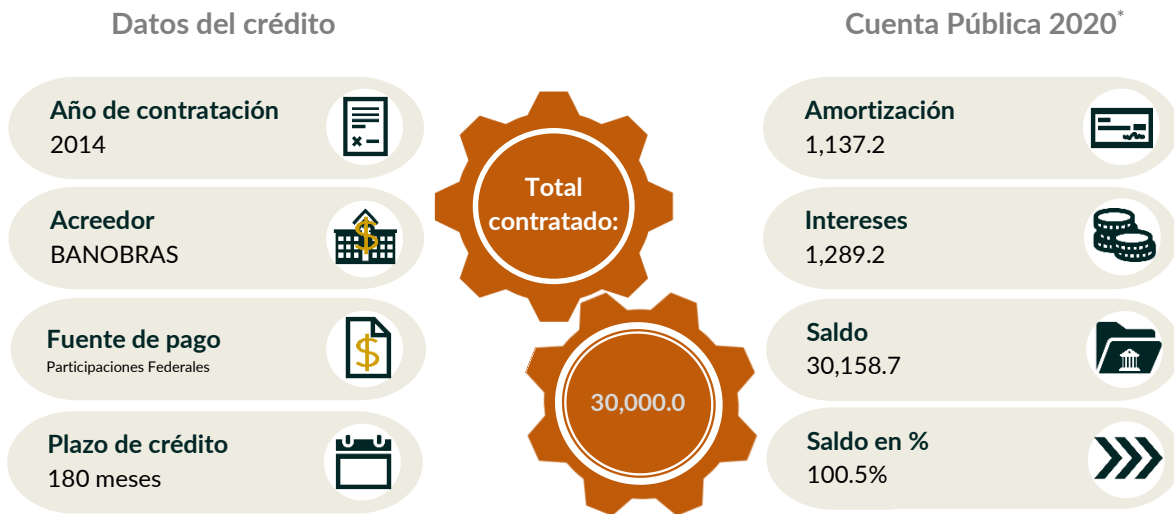 Datos del crédito
Año de contratación
2014
Acreedor
BANOBRAS
Fuente de pago
Participaciones Federales
Plazo de crédito
180 meses
Total
contratado:
30,000.0
Cuenta Pública 2020*
Amortización
1,137.2
Intereses
1,289.2
Saldo
30,158.7
Saldo en %
100.5%